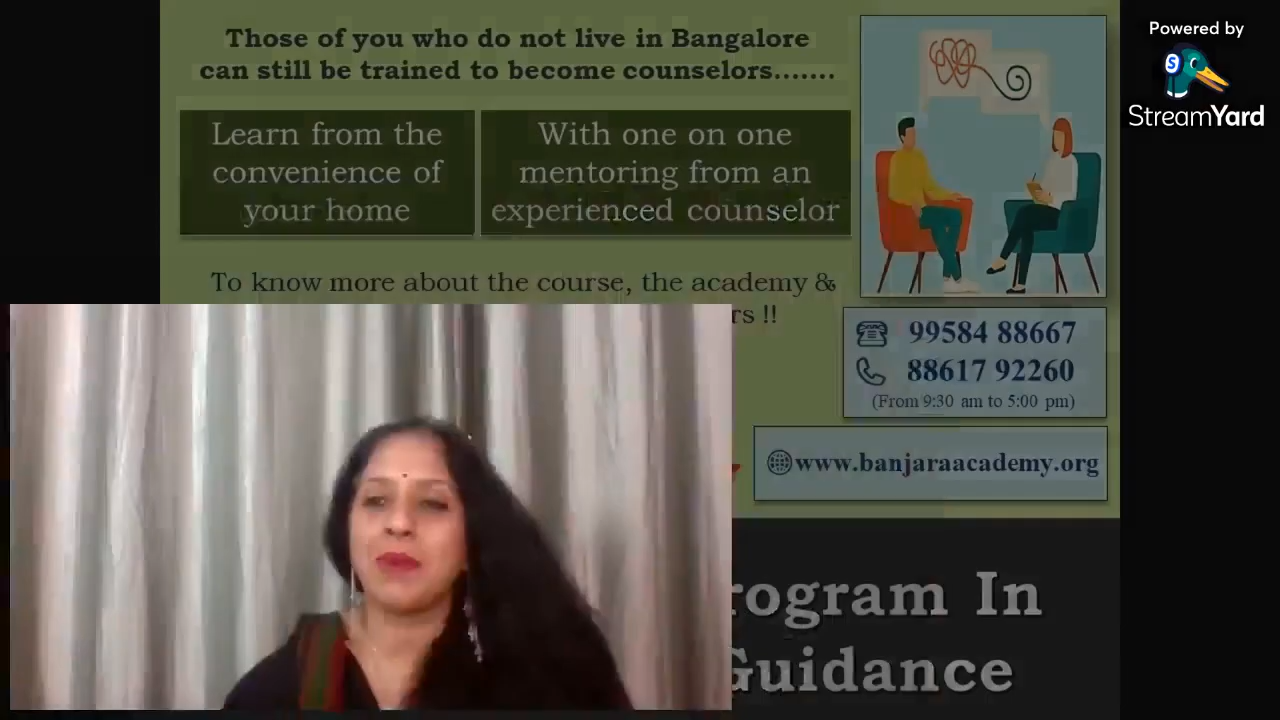 Those of you who do not live in Bangalore
can still be trained to become counselors.......
Learn from the
convenience of
your home
With one on one
mentoring from an
experienced counselor
To know more about the course, the academy &
rs !!
99584 88667
88617 92260
(From 9:30 am to 5:00 pm)
www.banjaraacademy.org
rogram In
Guidance
Powered by
S
StreamYard